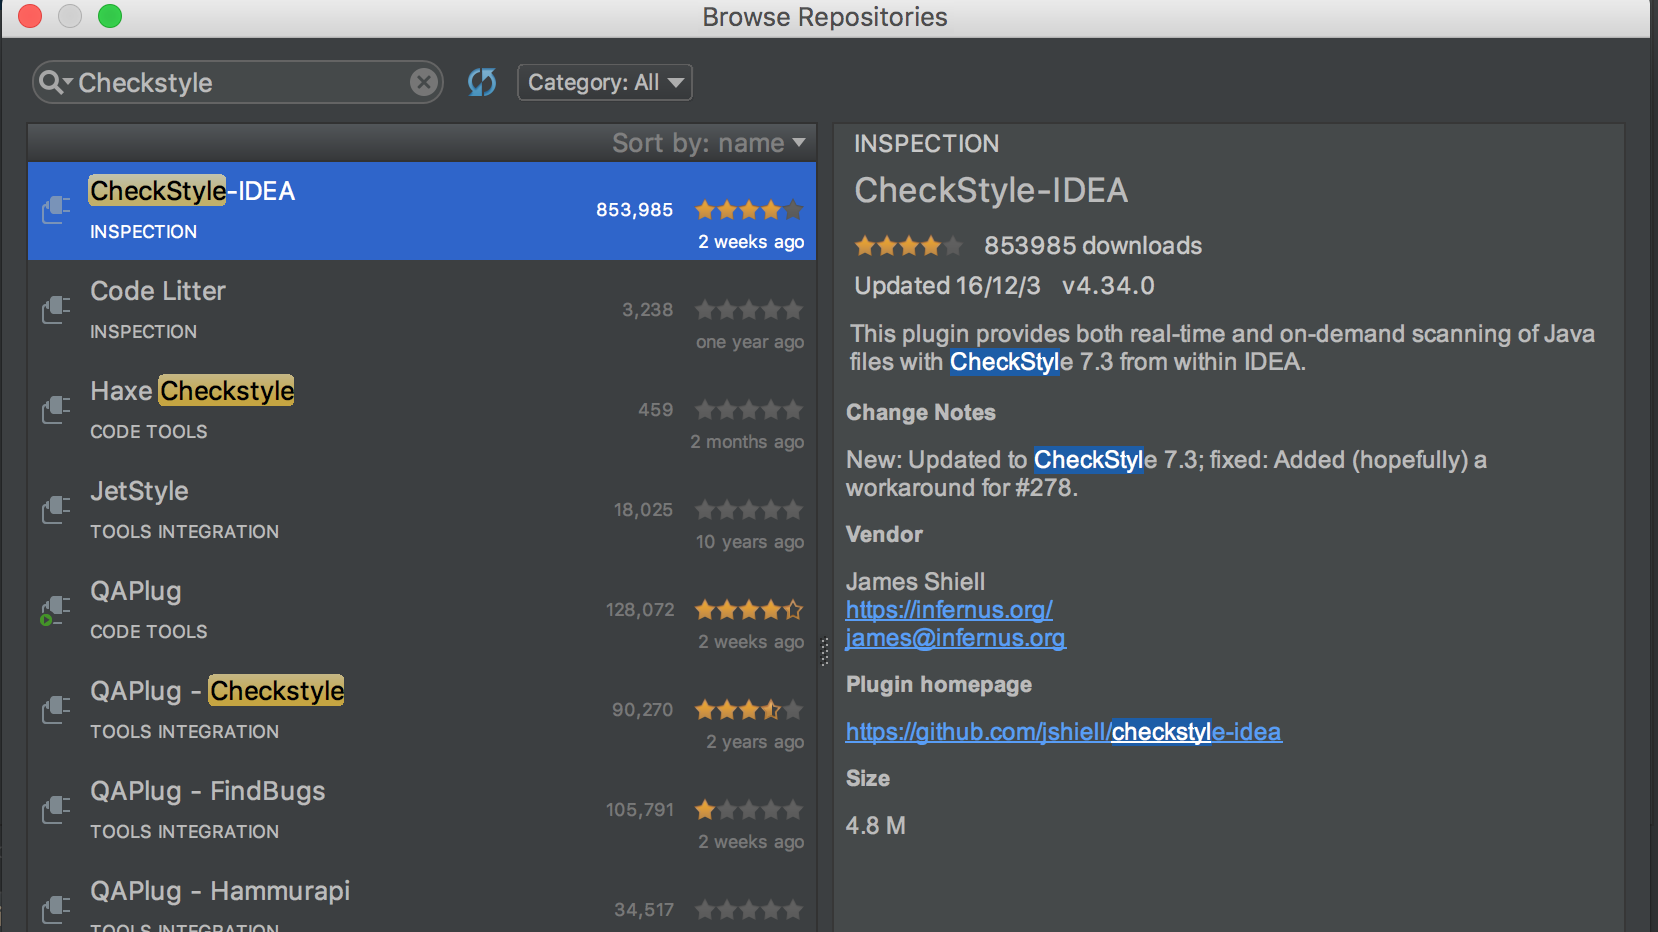 Browse Repositories
Checkstyle
Category: All
Sort by: name
CheckStyle-IDEA
853,985
INSPECTION
2 weeks ago
Code Litter
3,238
INSPECTION
one year ago
Haxe Checkstyle
459
CODE TOOLS
2 months ago
JetStyle
18,025
TOOLS INTEGRATION
10 years ago
QAPlug
128,072
CODE TOOLS
2 weeks ago
QAPlug - Checkstyle
90,270
TOOLS INTEGRATION
2 years ago
QAPlug - FindBugs
105,791
TOOLS INTEGRATION
2 weeks ago
QAPlug - Hammurapi
34,517
TOOLS INTEGRATION
INSPECTION
CheckStyle-IDEA
853985 downloads
Updated 16/12/3 v4.34.0
This plugin provides both real-time and on-demand scanning of Java
files with CheckStyle 7.3 from within IDEA.
Change Notes
New: Updated to CheckStyle 7.3; fixed: Added (hopefully) a
workaround for #278.
Vendor
James Shiell
https://infernus.org/
james@infernus.org
Plugin homepage
https://github.com/jshiell/checkstyle-idea
Size
4.8 M